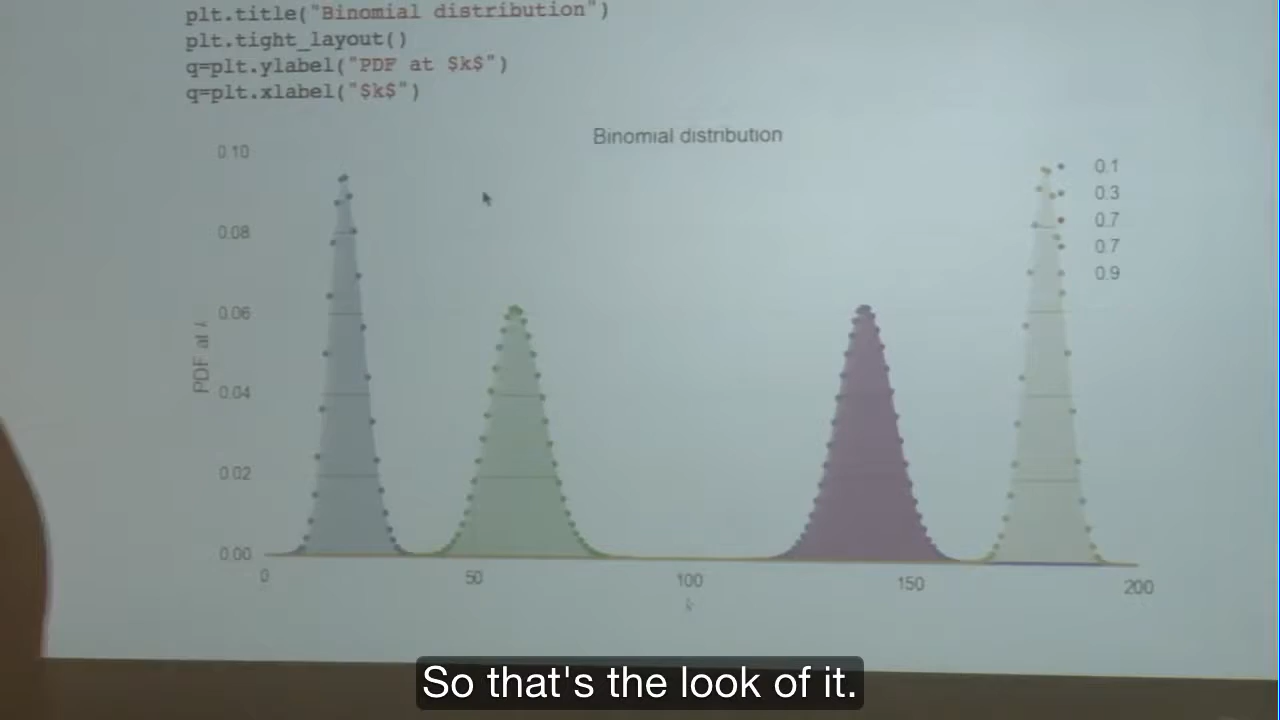 plt.title("Binomial distribution")
plt.tight_layout()
q=plt.ylabel("PDF at $k$")
q=plt.xlabel("$k$")
Binomial distribution
0.10
0.08
0.06
0.04
0.02
0.00
PDF at k
0
50
100
150
200
k
0.1
0.3
0.7
0.7
0.9
So that's the look of it.